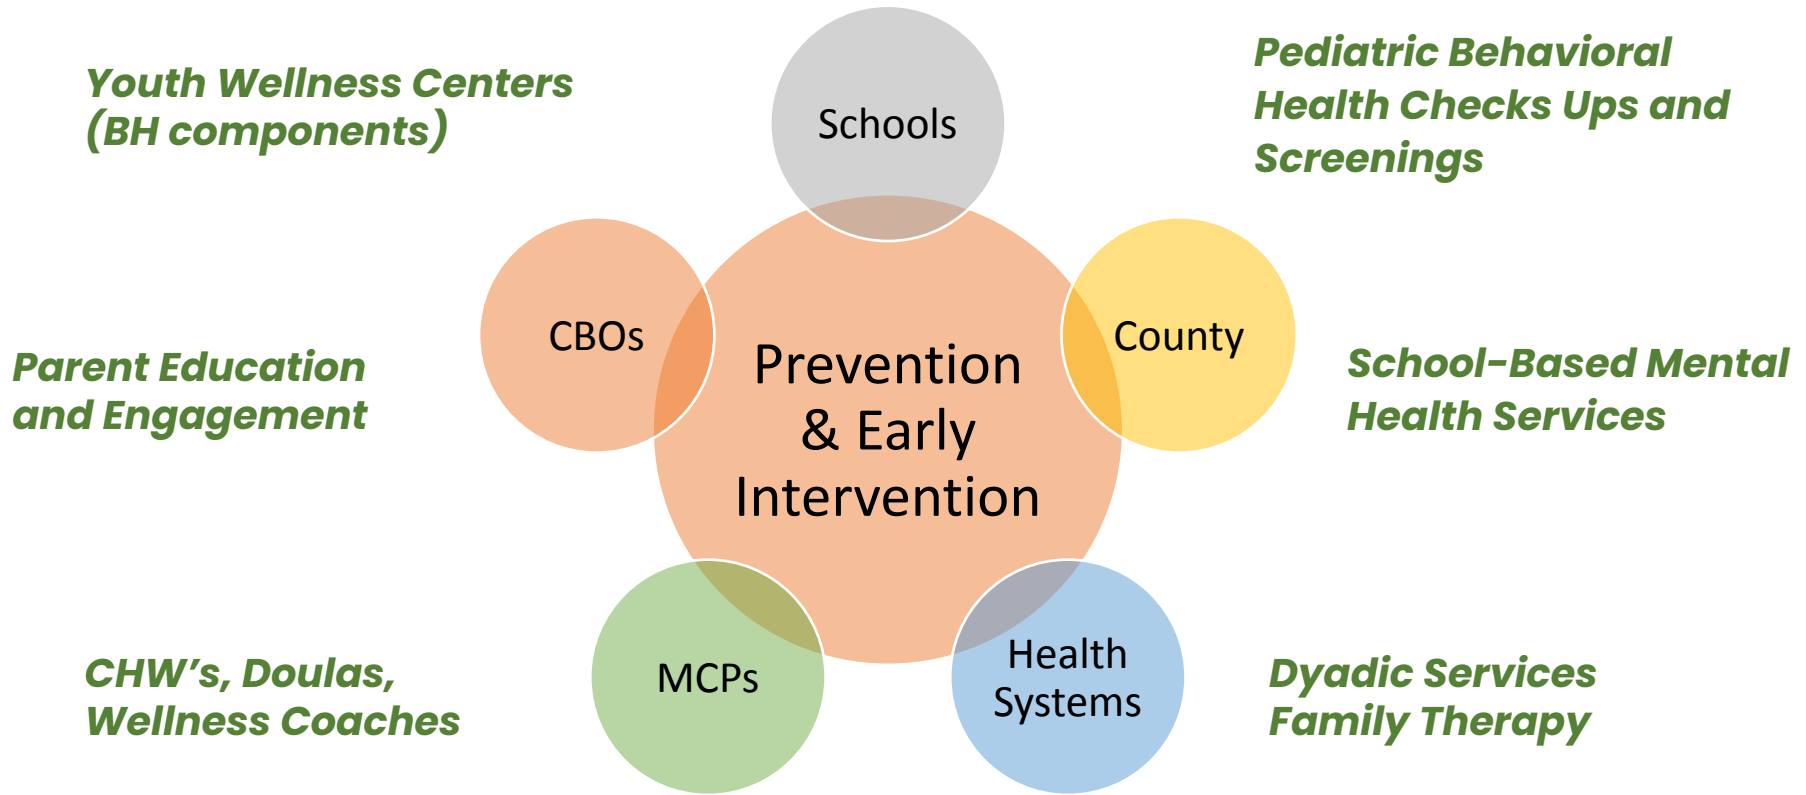 Youth Wellness Centers
(BH components)
Schools
Pediatric Behavioral
Health Checks Ups and
Screenings
CBOs
County
Parent Education
and Engagement
Prevention
& Early
Intervention
School-Based Mental
Health Services
CHW’s, Doulas,
Wellness Coaches
MCPs
Health
Systems
Dyadic Services
Family Therapy